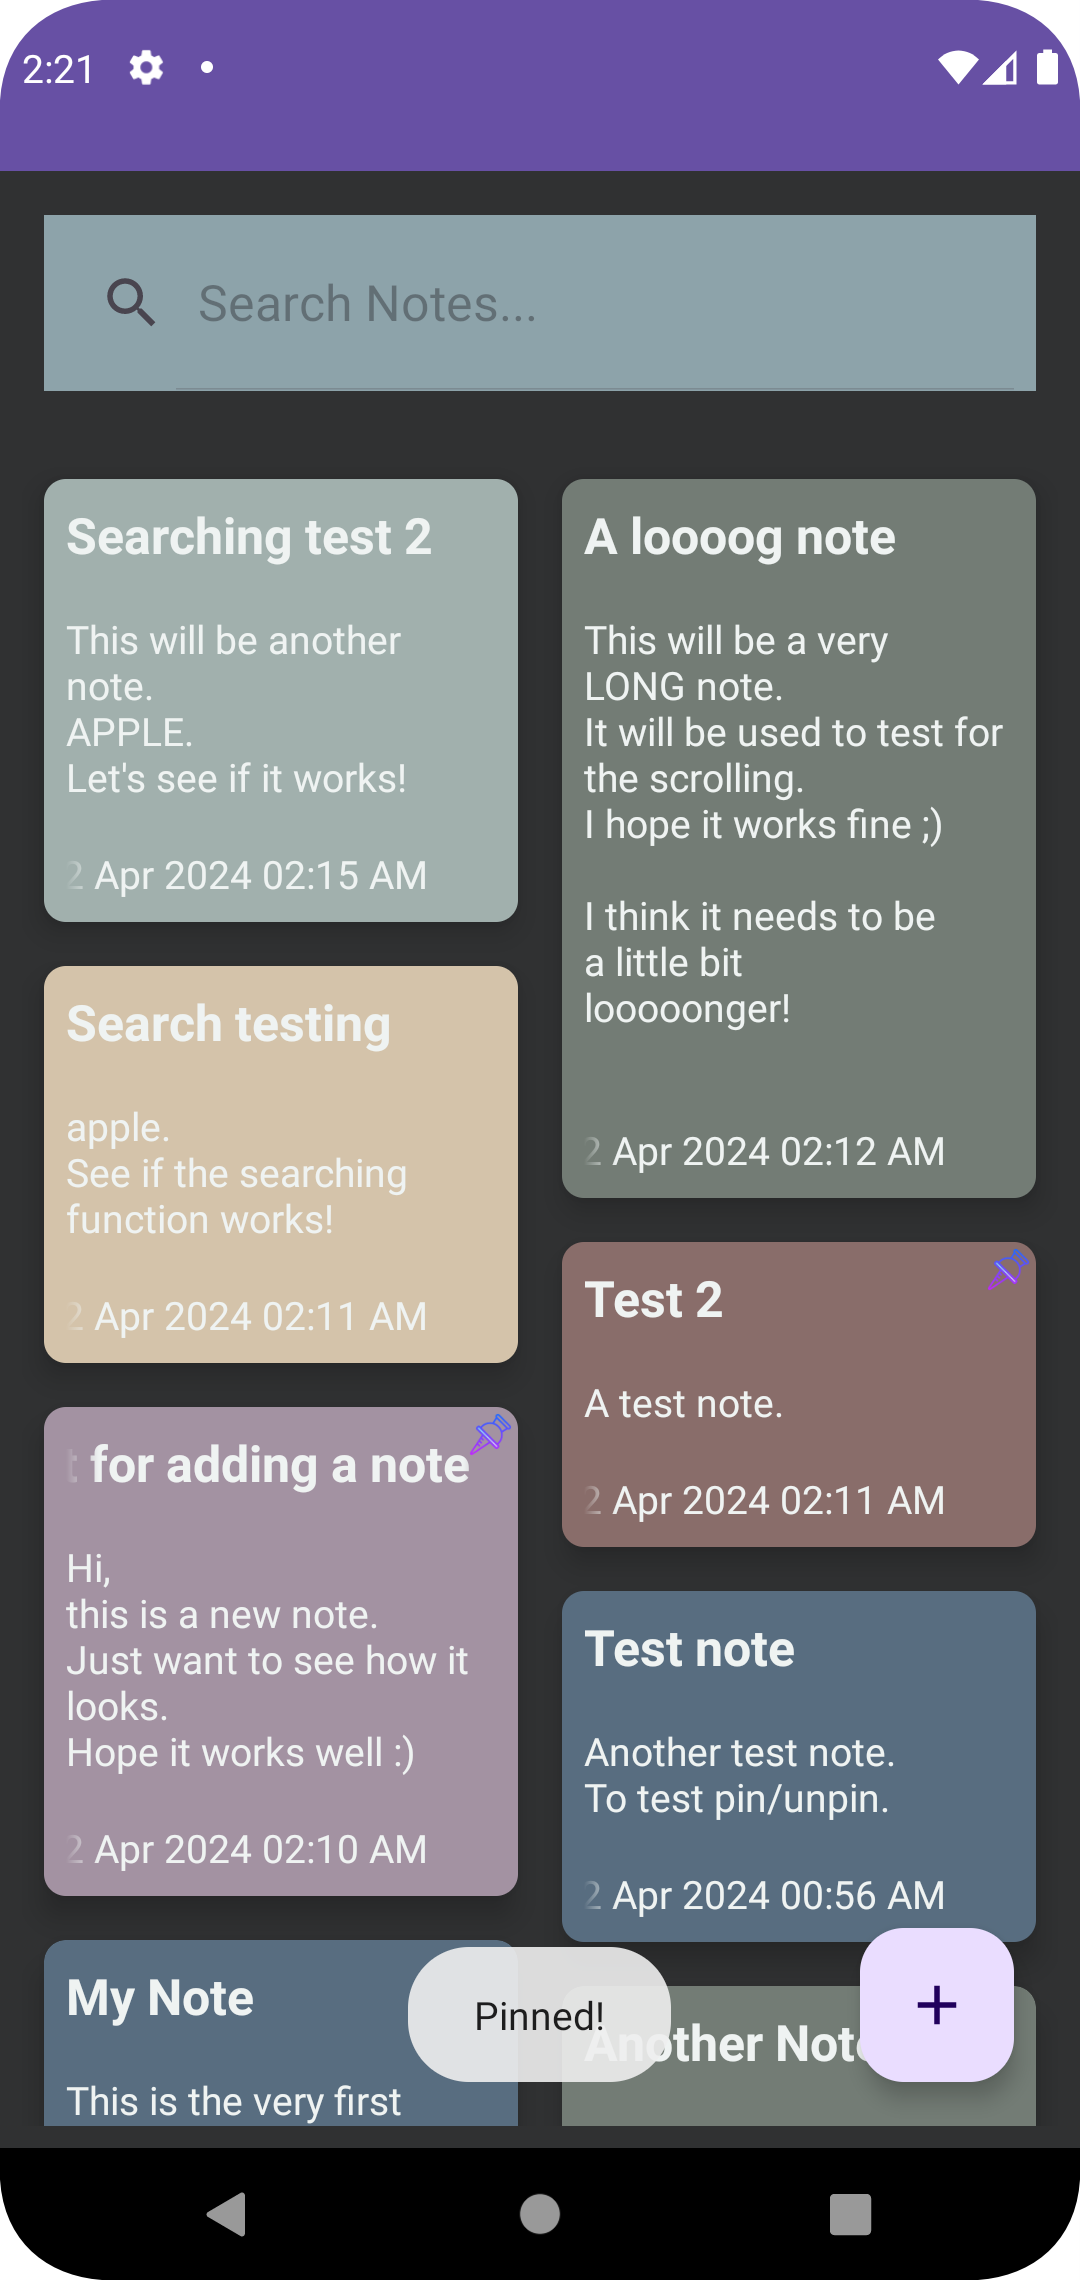 2:21
Search Notes...
Searching test 2
This will be another
note.
APPLE.
Let's see if it works!
2 Apr 2024 02:15 AM
A loooog note
This will be a very
LONG note.
It will be used to test for
the scrolling.
I hope it works fine ;)
I think it needs to be
a little bit
looooonger!
2 Apr 2024 02:12 AM
Search testing
apple.
See if the searching
function works!
2 Apr 2024 02:11 AM
Test 2
A test note.
2 Apr 2024 02:11 AM
t for adding a note
Hi,
this is a new note.
Just want to see how it
looks.
Hope it works well :)
2 Apr 2024 02:10 AM
Test note
Another test note.
To test pin/unpin.
2 Apr 2024 00:56 AM
My Note
This is the very first
Another Note
Pinned!